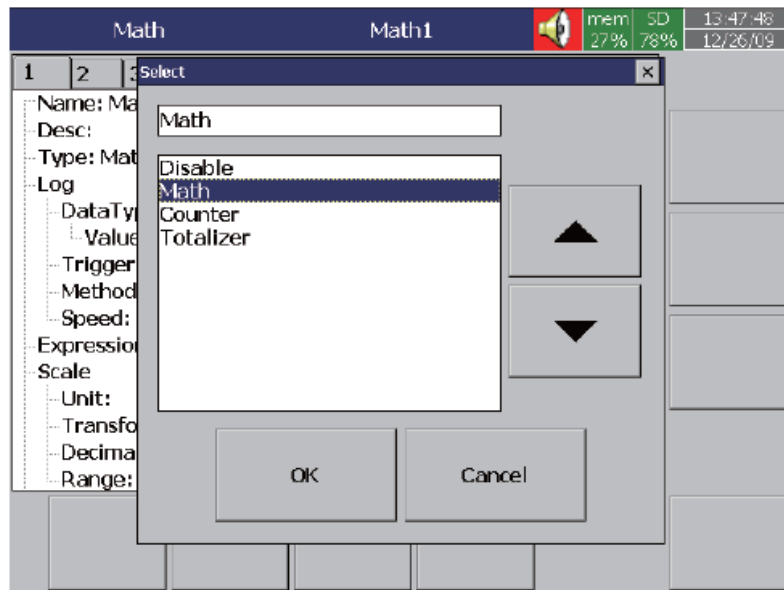 Math Math1 mem 27% SD 78% 13:47:48 12/26/09
1 2
Select
Name: Ma
Desc:
Type: Mat
Log
DataTy
Value
Trigger
Method
Speed:
Expressio
Scale
Unit:
Transfo
Decima
Range:
Math
Disable
Math
Counter
Totalizer
OK Cancel